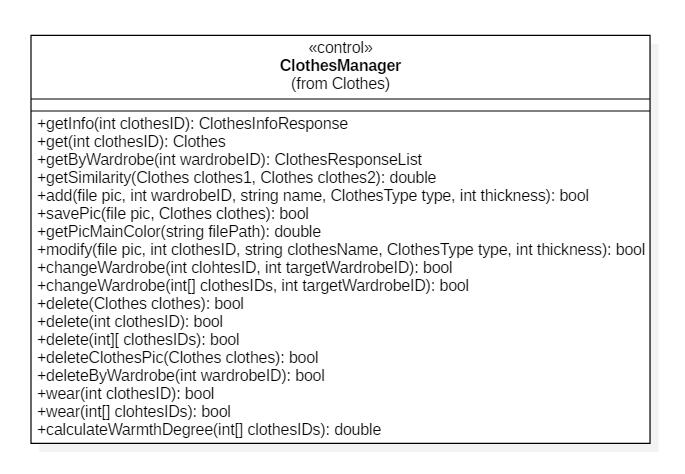 «control»
ClothesManager
(from Clothes)
+getInfo(int clothesID): ClothesInfoResponse
+get(int clothesID): Clothes
+getByWardrobe(int wardrobeID): ClothesResponseList
+getSimilarity(Clothes clothes1, Clothes clothes2): double
+add(file pic, int wardrobeID, string name, ClothesType type, int thickness): bool
+savePic(file pic, Clothes clothes): bool
+getPicMainColor(string filePath): double
+modify(file pic, int clothesID, string clothesName, ClothesType type, int thickness): bool
+changeWardrobe(int clohtesID, int targetWardrobeID): bool
+changeWardrobe(int[] clothesIDs, int targetWardrobeID): bool
+delete(Clothes clothes): bool
+delete(int clothesID): bool
+delete(int][ clothesIDs): bool
+deleteClothesPic(Clothes clothes): bool
+deleteByWardrobe(int wardrobeID): bool
+wear(int clothesID): bool
+wear(int[] clohtesIDs): bool
+calculateWarmthDegree(int[] clothesIDs): double